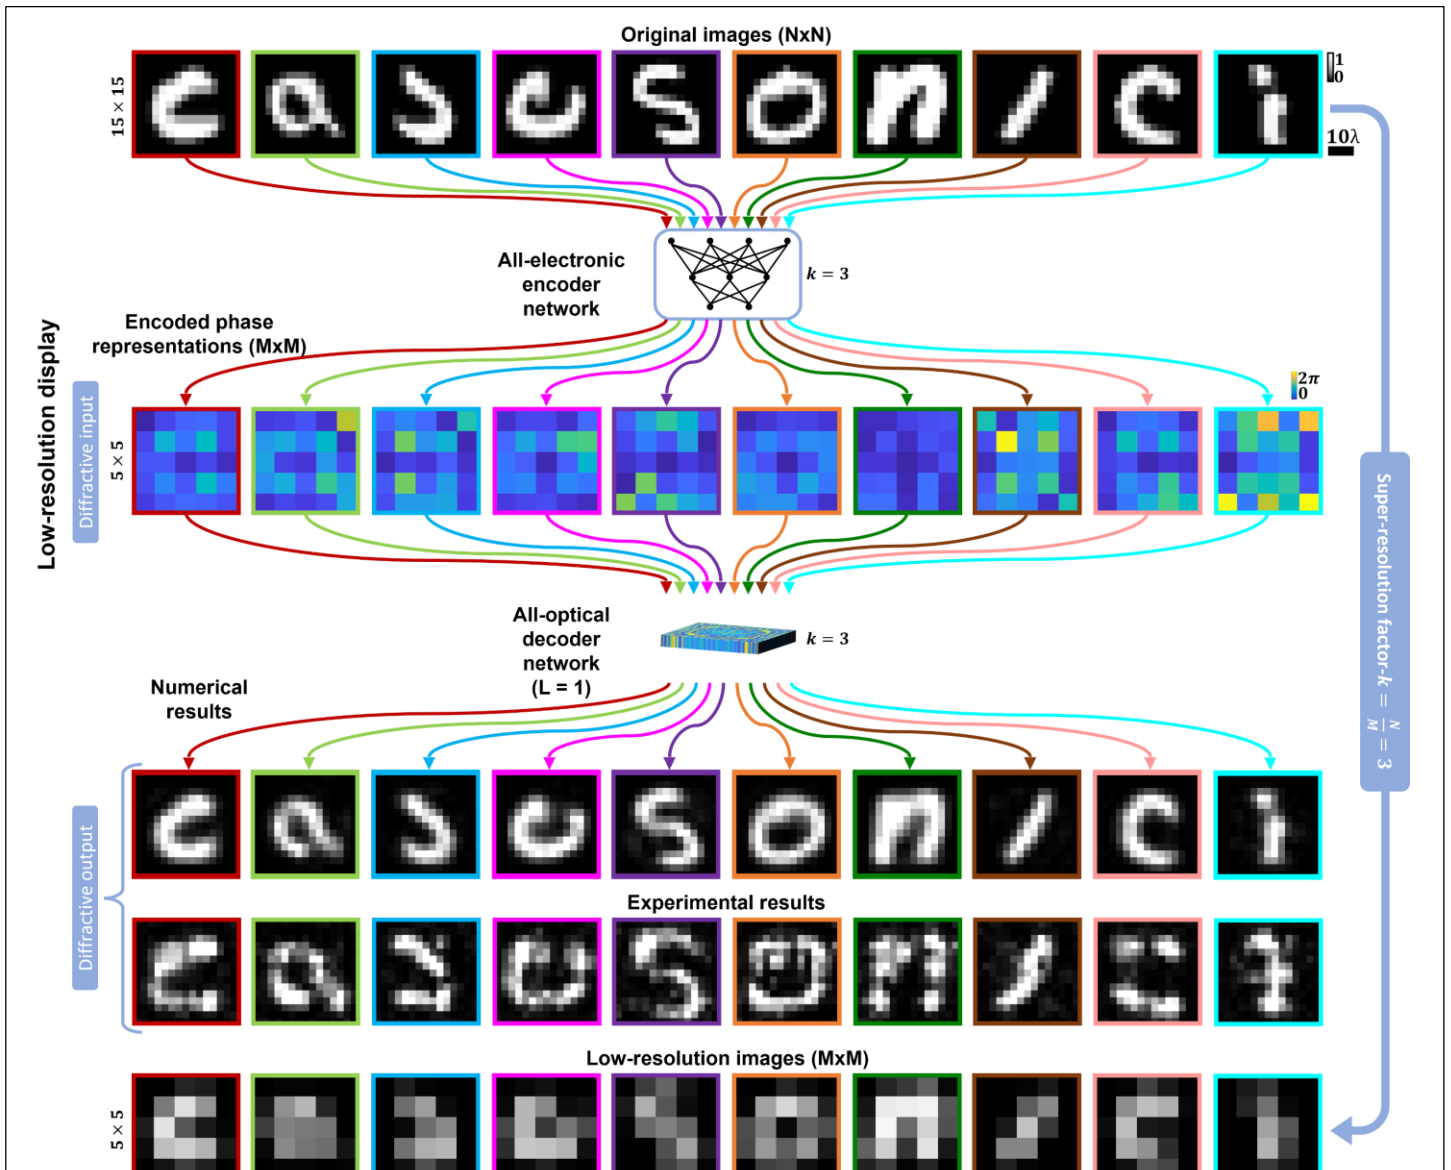 Original images (NxN)
15 × 15
1
0
10λ
All-electronic
encoder
network
k = 3
Encoded phase
representations (MxM)
Low-resolution display
Diffractive input
5 × 5
2π
0
All-optical
decoder
network
(L = 1)
k = 3
Super-resolution factor-k = N/M = 3
Numerical
results
Diffractive output
Experimental results
Low-resolution images (MxM)
5 × 5